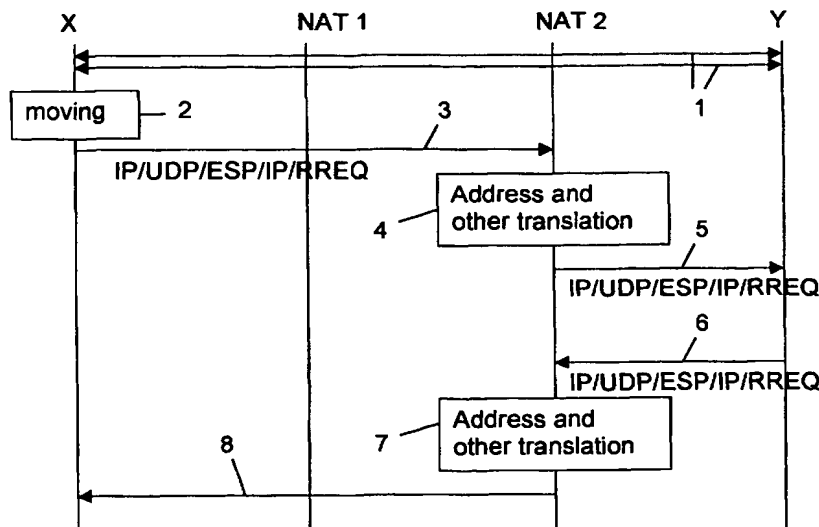 X NAT 1 NAT 2 Y
1
moving 2
3
IP/UDP/ESP/IP/RREQ
Address and
other translation
4
5
IP/UDP/ESP/IP/RREQ
6
IP/UDP/ESP/IP/RREQ
Address and
other translation
7
8